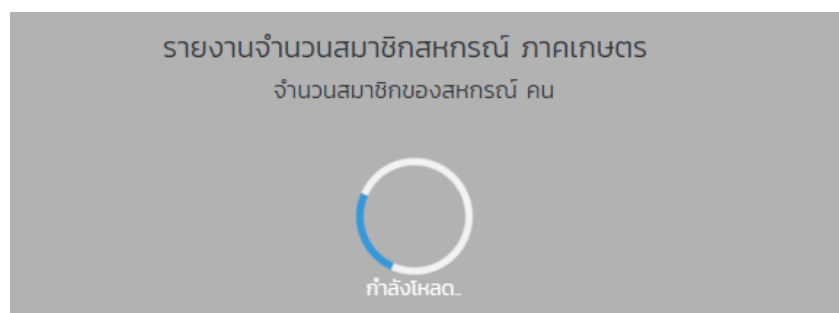 รายงานจำนวนสมาชิกสหกรณ์ ภาคเกษตร
จำนวนสมาชิกของสหกรณ์ คน
กำลังโหลด..